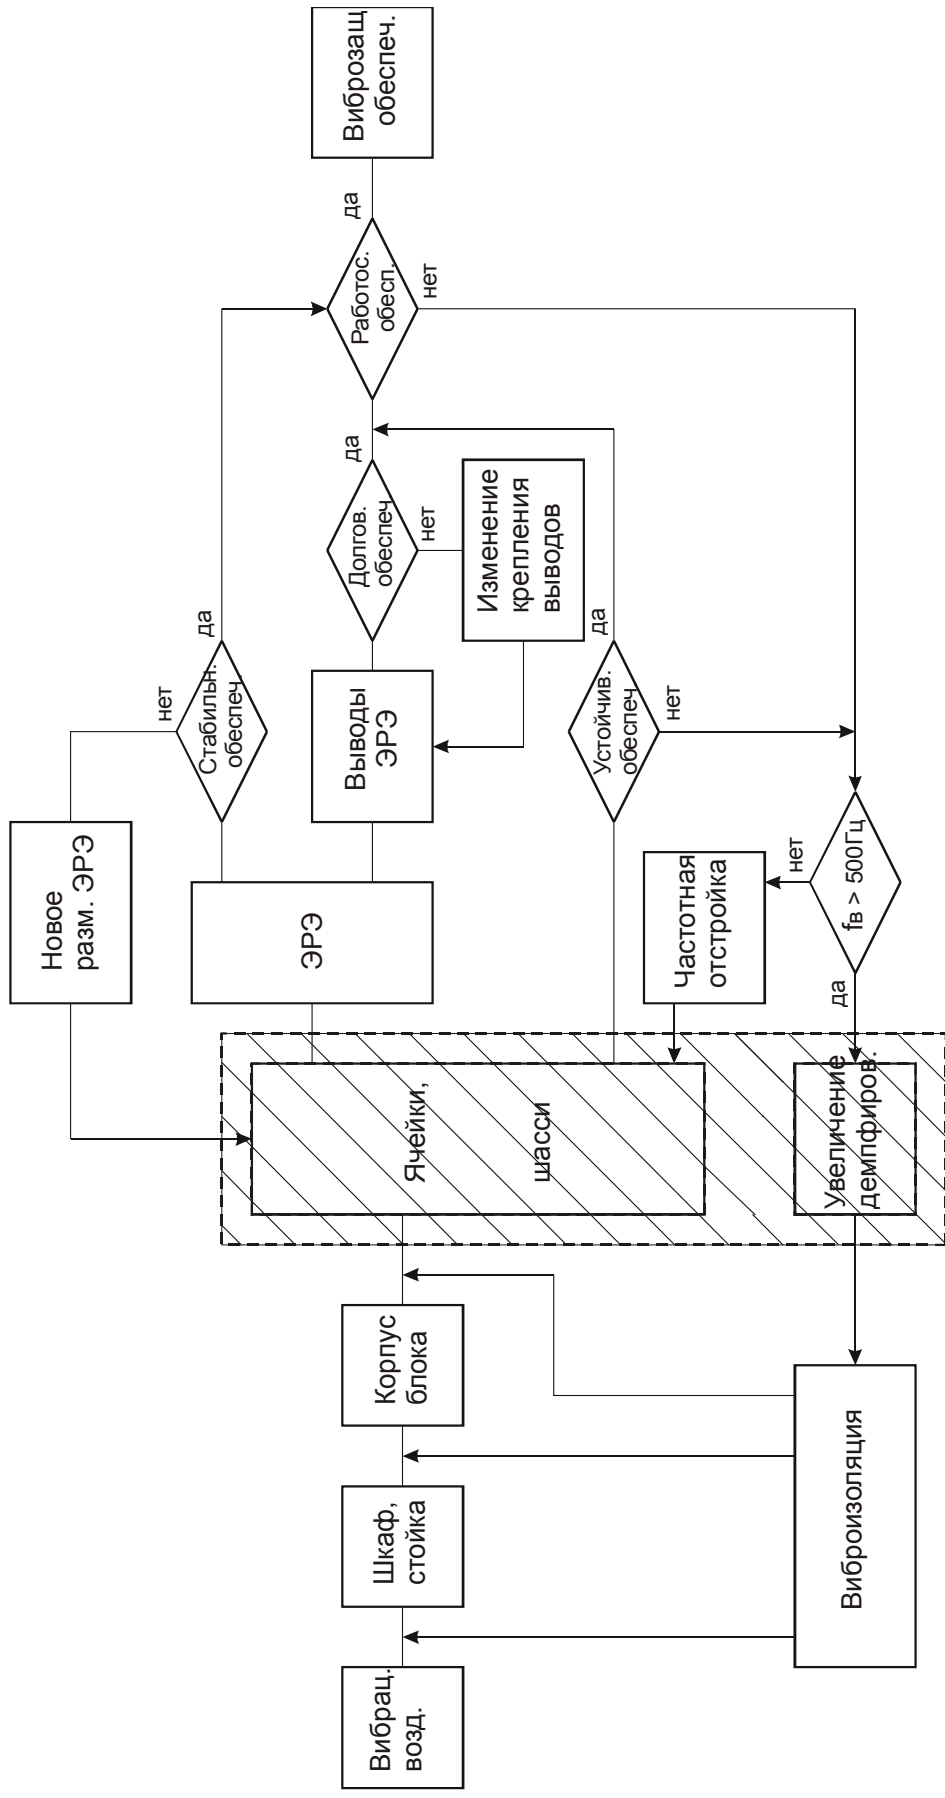 Вибрац.
возд.
Шкаф,
стойка
Корпус
блока
Ячейки,
шасси
Новое
разм. ЭРЭ
ЭРЭ
нет
Стабильн.
обеспеч.
да
Выводы
ЭРЭ
Долгов.
обеспеч
да
нет
Изменение
крепления
выводов
Работос.
обесп.
да
нет
Виброзащ
обеспеч.
Устойчив.
обеспеч
да
нет
Частотная
отстройка
нет
fв > 500Гц
да
Увеличение
демпфиров.
Виброизоляция